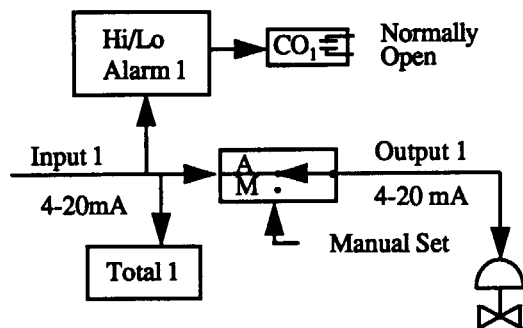 Hi/Lo
Alarm 1
CO1
Normally
Open
Input 1
4-20mA
A
M
Output 1
4-20 mA
Manual Set
Total 1